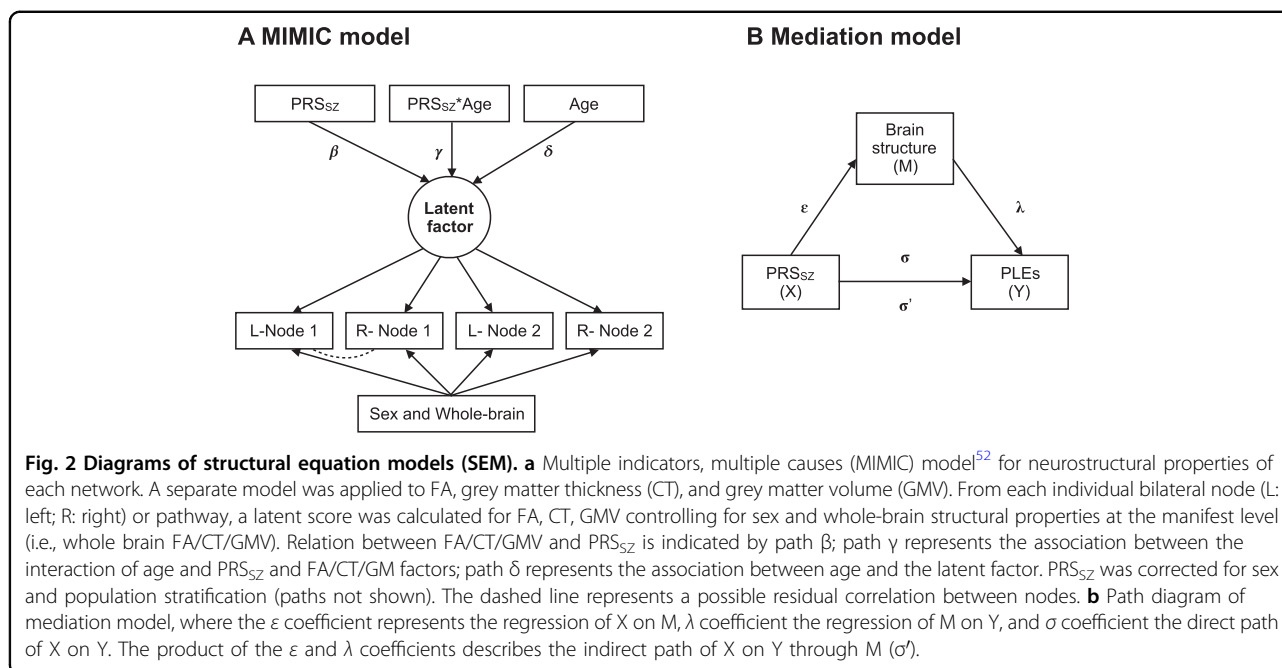 A MIMIC model
B Mediation model
PRSSZ
PRSSZ*Age
Age
β
γ
δ
Latent
factor
L-Node 1
R- Node 1
L- Node 2
R- Node 2
Sex and Whole-brain
Brain
structure
(M)
ε
λ
PRSSZ
(X)
σ
σ'
PLEs
(Y)
Fig. 2 Diagrams of structural equation models (SEM). a Multiple indicators, multiple causes (MIMIC) model52 for neurostructural properties of
each network. A separate model was applied to FA, grey matter thickness (CT), and grey matter volume (GMV). From each individual bilateral node (L:
left; R: right) or pathway, a latent score was calculated for FA, CT, GMV controlling for sex and whole-brain structural properties at the manifest level
(i.e., whole brain FA/CT/GMV). Relation between FA/CT/GMV and PRSSZ is indicated by path β; path γ represents the association between the
interaction of age and PRSSZ and FA/CT/GM factors; path δ represents the association between age and the latent factor. PRSSZ was corrected for sex
and population stratification (paths not shown). The dashed line represents a possible residual correlation between nodes. b Path diagram of
mediation model, where the ε coefficient represents the regression of X on M, λ coefficient the regression of M on Y, and σ coefficient the direct path
of X on Y. The product of the ε and λ coefficients describes the indirect path of X on Y through M (σ′).